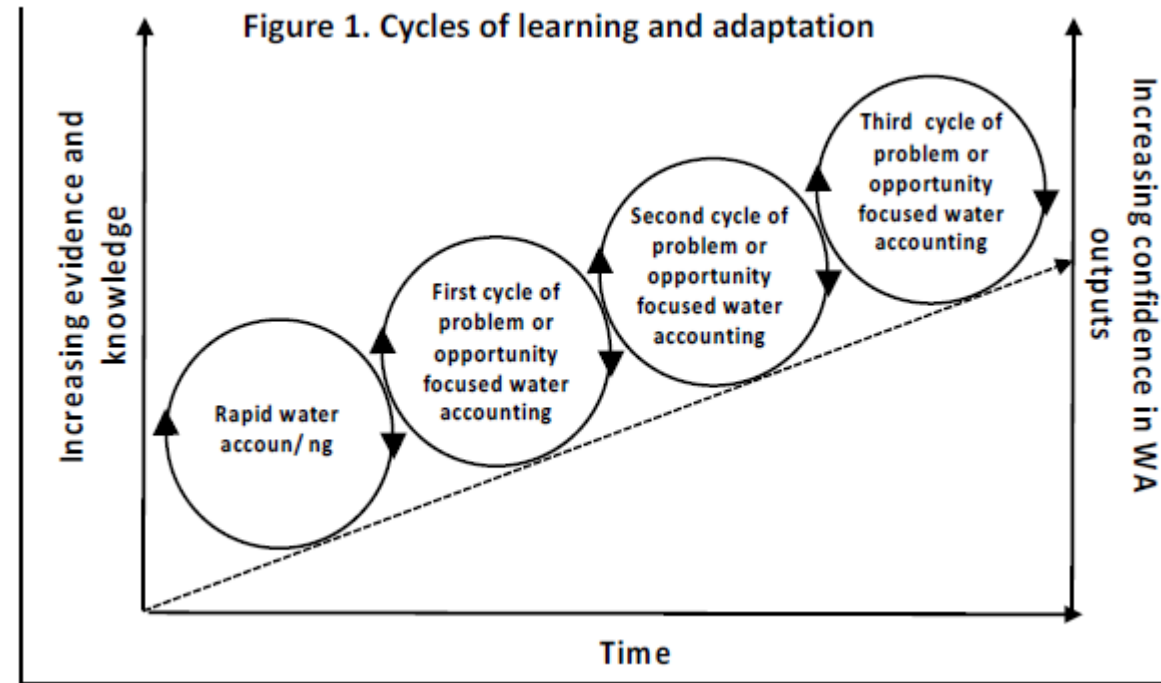 Figure 1. Cycles of learning and adaptation
Increasing evidence and
knowledge
Rapid water
accoun/ ng
First cycle of
problem or
opportunity
focused water
accounting
Second cycle of
problem or
opportunity
focused water
accounting
Third cycle of
problem or
opportunity
focused water
accounting
Increasing confidence in WA
outputs
Time